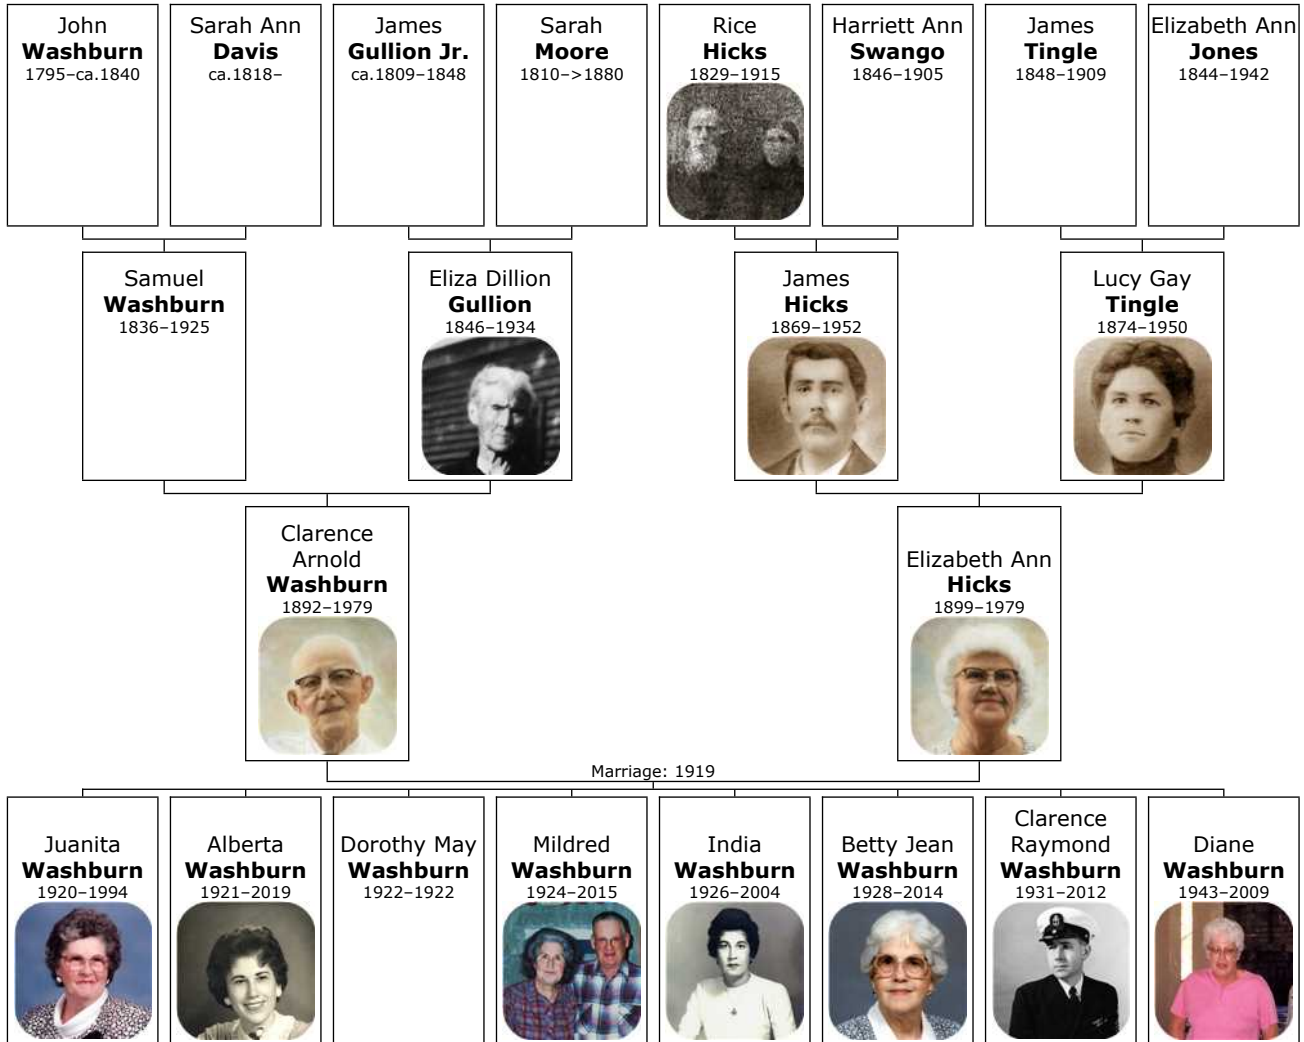 John
Washburn
1795–ca.1840
Sarah Ann
Davis
ca.1818–
James
Gullion Jr.
ca.1809–1848
Sarah
Moore
1810–>1880
Rice
Hicks
1829–1915
Harriett Ann
Swango
1846–1905
James
Tingle
1848–1909
Elizabeth Ann
Jones
1844–1942
Samuel
Washburn
1836–1925
Eliza Dillion
Gullion
1846–1934
James
Hicks
1869–1952
Lucy Gay
Tingle
1874–1950
Clarence
Arnold
Washburn
1892–1979
Elizabeth Ann
Hicks
1899–1979
Marriage: 1919
Juanita
Washburn
1920–1994
Alberta
Washburn
1921–2019
Dorothy May
Washburn
1922–1922
Mildred
Washburn
1924–2015
India
Washburn
1926–2004
Betty Jean
Washburn
1928–2014
Clarence
Raymond
Washburn
1931–2012
Diane
Washburn
1943–2009